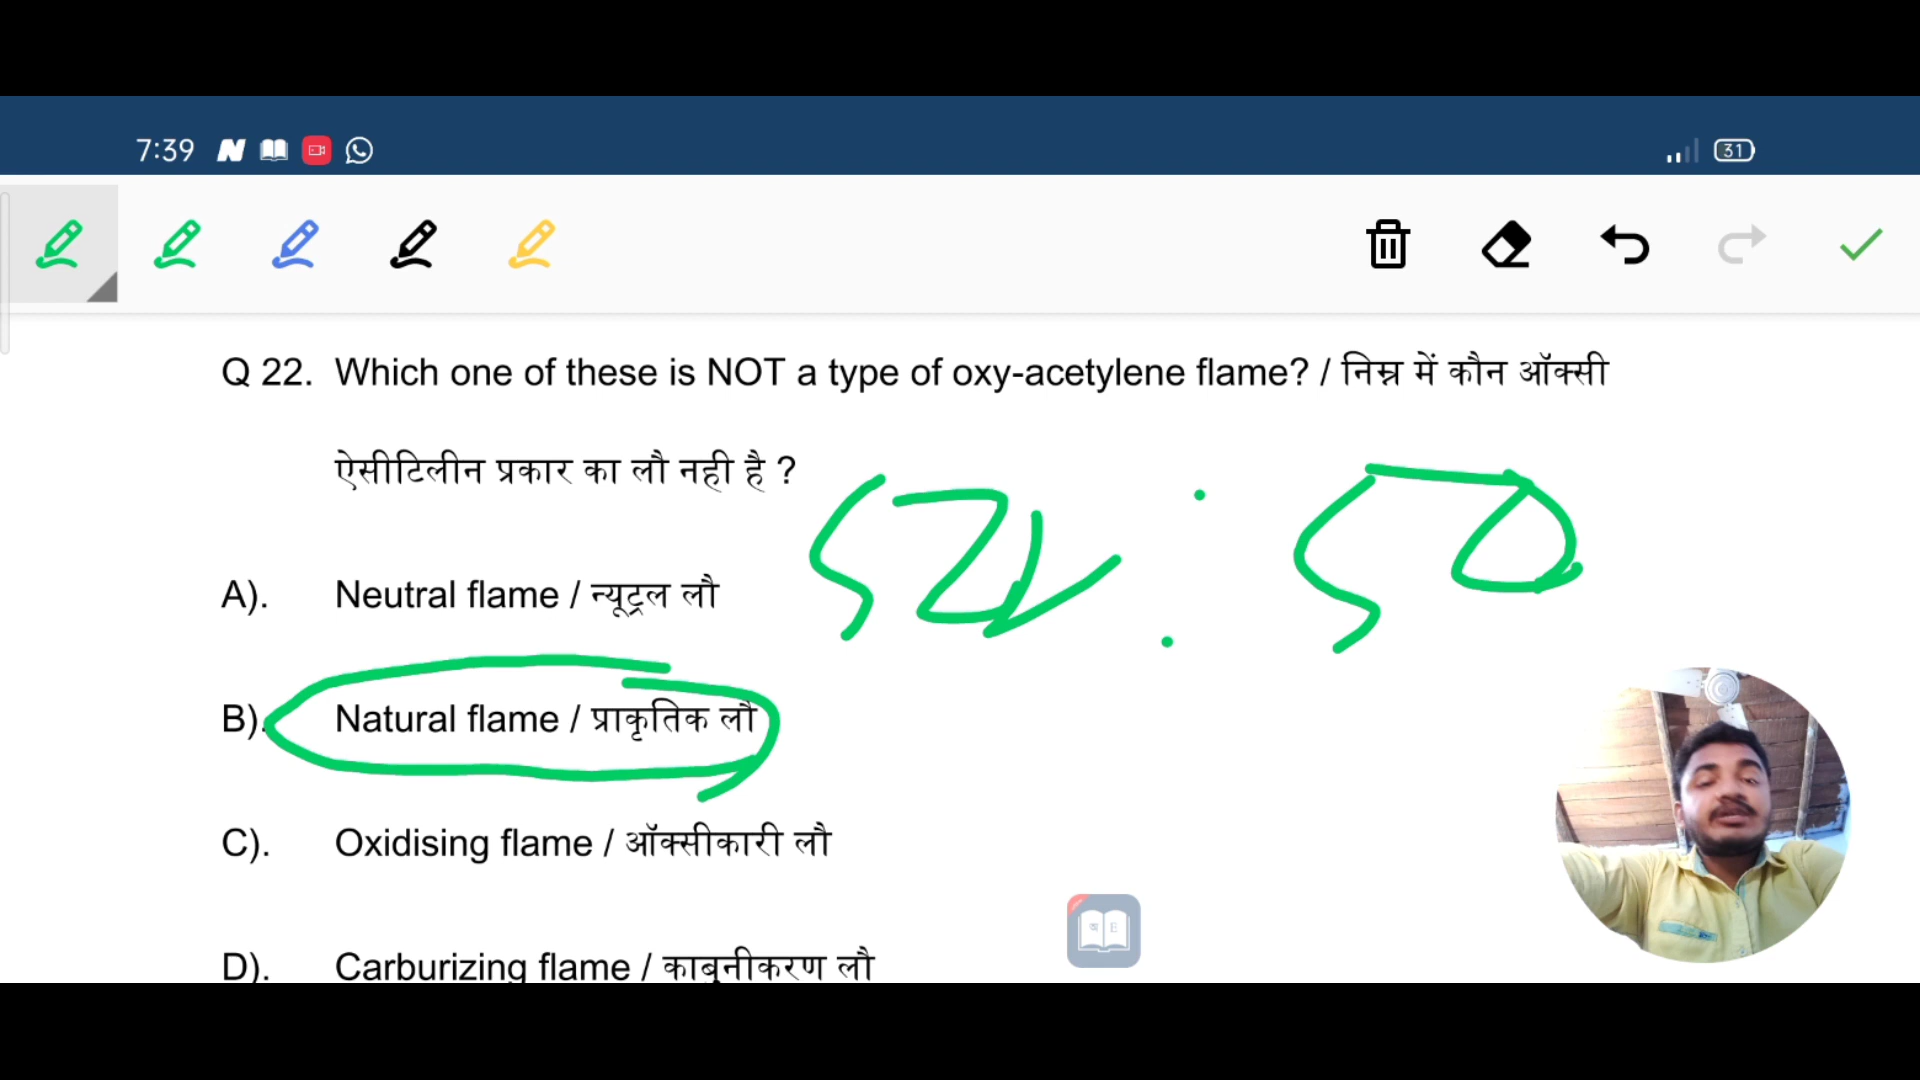 7:39
31
Q 22. Which one of these is NOT a type of oxy-acetylene flame? / निम्न में कौन ऑक्सी
ऐसीटिलीन प्रकार का लौ नही है ?
A). Neutral flame / न्यूट्रल लौ
B). Natural flame / प्राकृतिक लौ
C). Oxidising flame / ऑक्सीकारी लौ
D). Carburizing flame / काबुनीकरण लौ